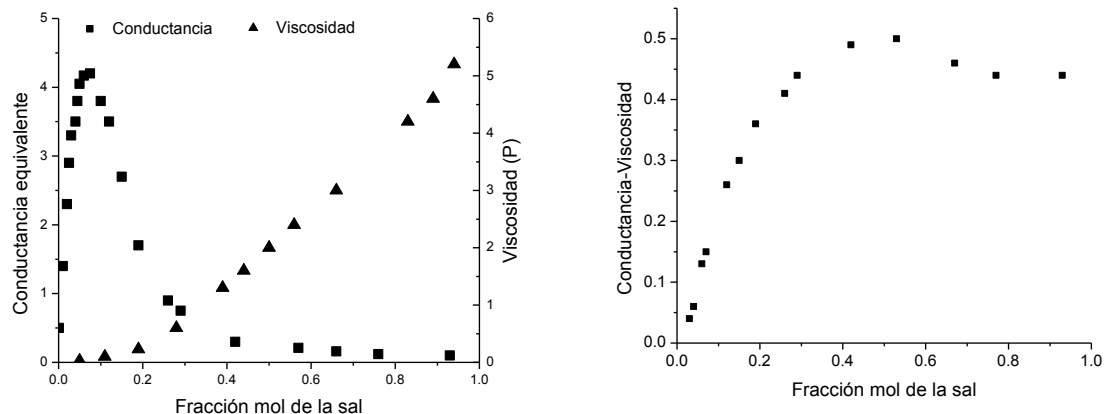 Conductancia
Viscosidad
Conductancia equivalente
5
4
3
2
1
0
Viscosidad (P)
6
5
4
3
2
1
0
0.0 0.2 0.4 0.6 0.8 1.0
Fracción mol de la sal
Conductancia-Viscosidad
0.5
0.4
0.3
0.2
0.1
0.0
0.0 0.2 0.4 0.6 0.8 1.0
Fracción mol de la sal